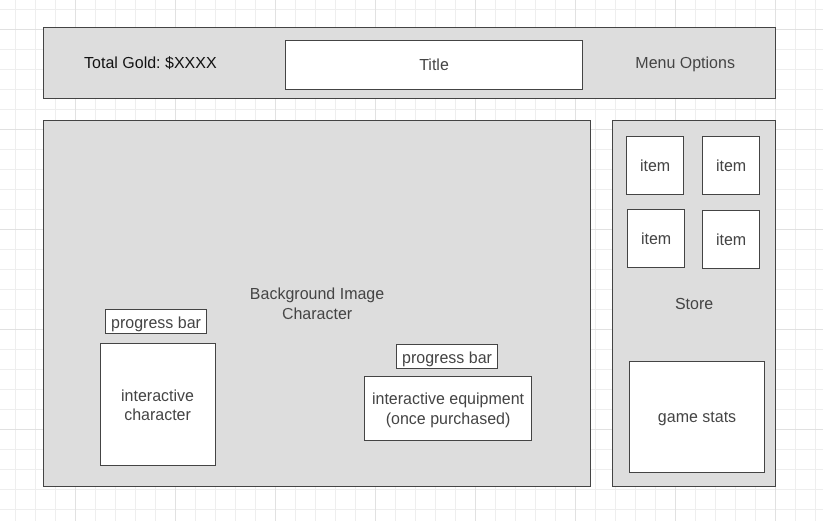 Total Gold: $XXXX
Title
Menu Options
item
item
item
item
Store
Background Image
Character
progress bar
interactive
character
progress bar
interactive equipment
(once purchased)
game stats